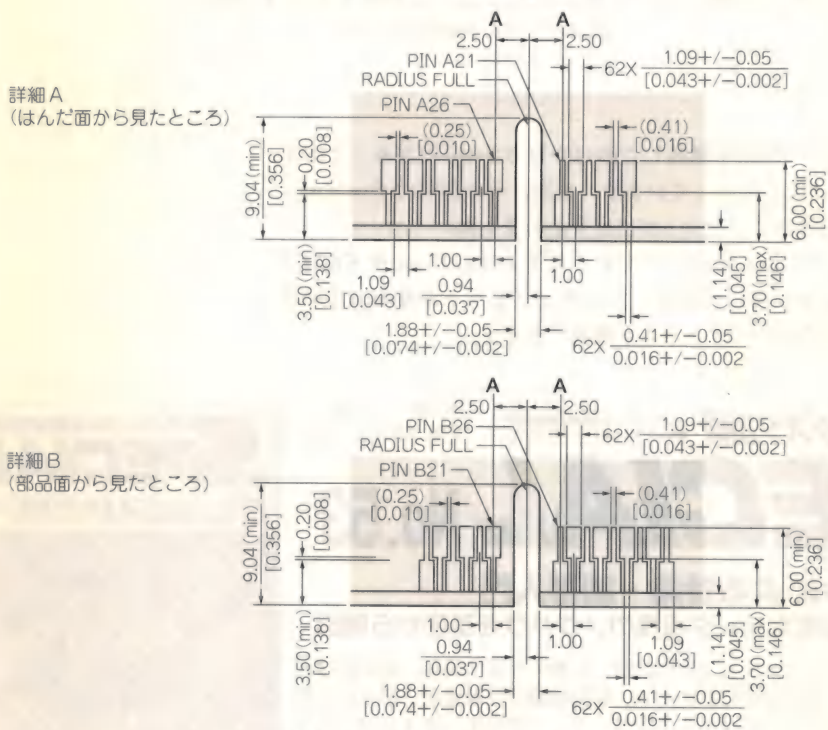 詳細A
(はんだ面から見たところ)
A A
2.50 2.50
PIN A21
RADIUS FULL
PIN A26
62X 1.09+/-0.05
[0.043+/-0.002]
(0.25)
[0.010]
(0.41)
[0.016]
9.04(min)
[0.356]
0.20
[0.008]
3.50(min)
[0.138]
6.00(min)
[0.236]
(1.14)
[0.045]
3.70(max)
[0.146]
1.00
1.00
1.09
[0.043]
0.94
[0.037]
1.88+/-0.05
[0.074+/-0.002]
62X 0.41+/-0.05
0.016+/-0.002
詳細B
(部品面から見たところ)
A A
2.50 2.50
PIN B26
RADIUS FULL
PIN B21
62X 1.09+/-0.05
[0.043+/-0.002]
(0.25)
[0.010]
(0.41)
[0.016]
9.04(min)
[0.356]
0.20
[0.008]
3.50(min)
[0.138]
6.00(min)
[0.236]
(1.14)
[0.045]
3.70(max)
[0.146]
1.00
1.00
1.09
[0.043]
0.94
[0.037]
1.88+/-0.05
[0.074+/-0.002]
62X 0.41+/-0.05
0.016+/-0.002